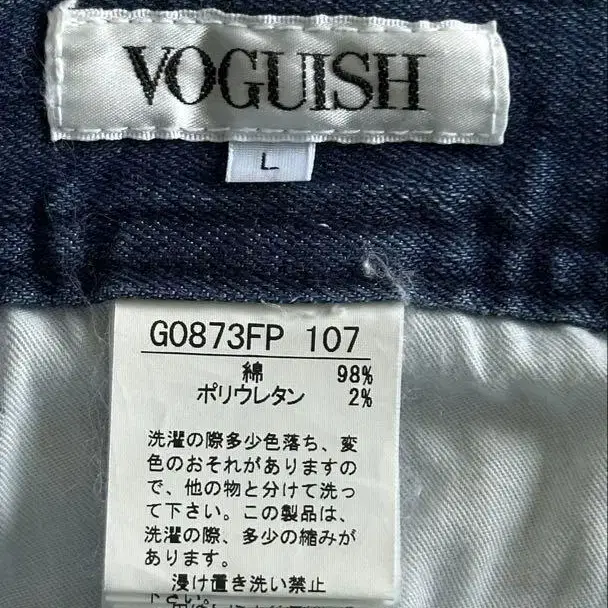 VOGUISH
L
GO873FP 107
綿 98%
ポリウレタン 2%
洗濯の際多少色落ち、変
色のおそれがありますの
で、他の物と分けて洗っ
て下さい。この製品は、
洗濯の際、多少の縮みが
あります。
浸け置き洗い禁止